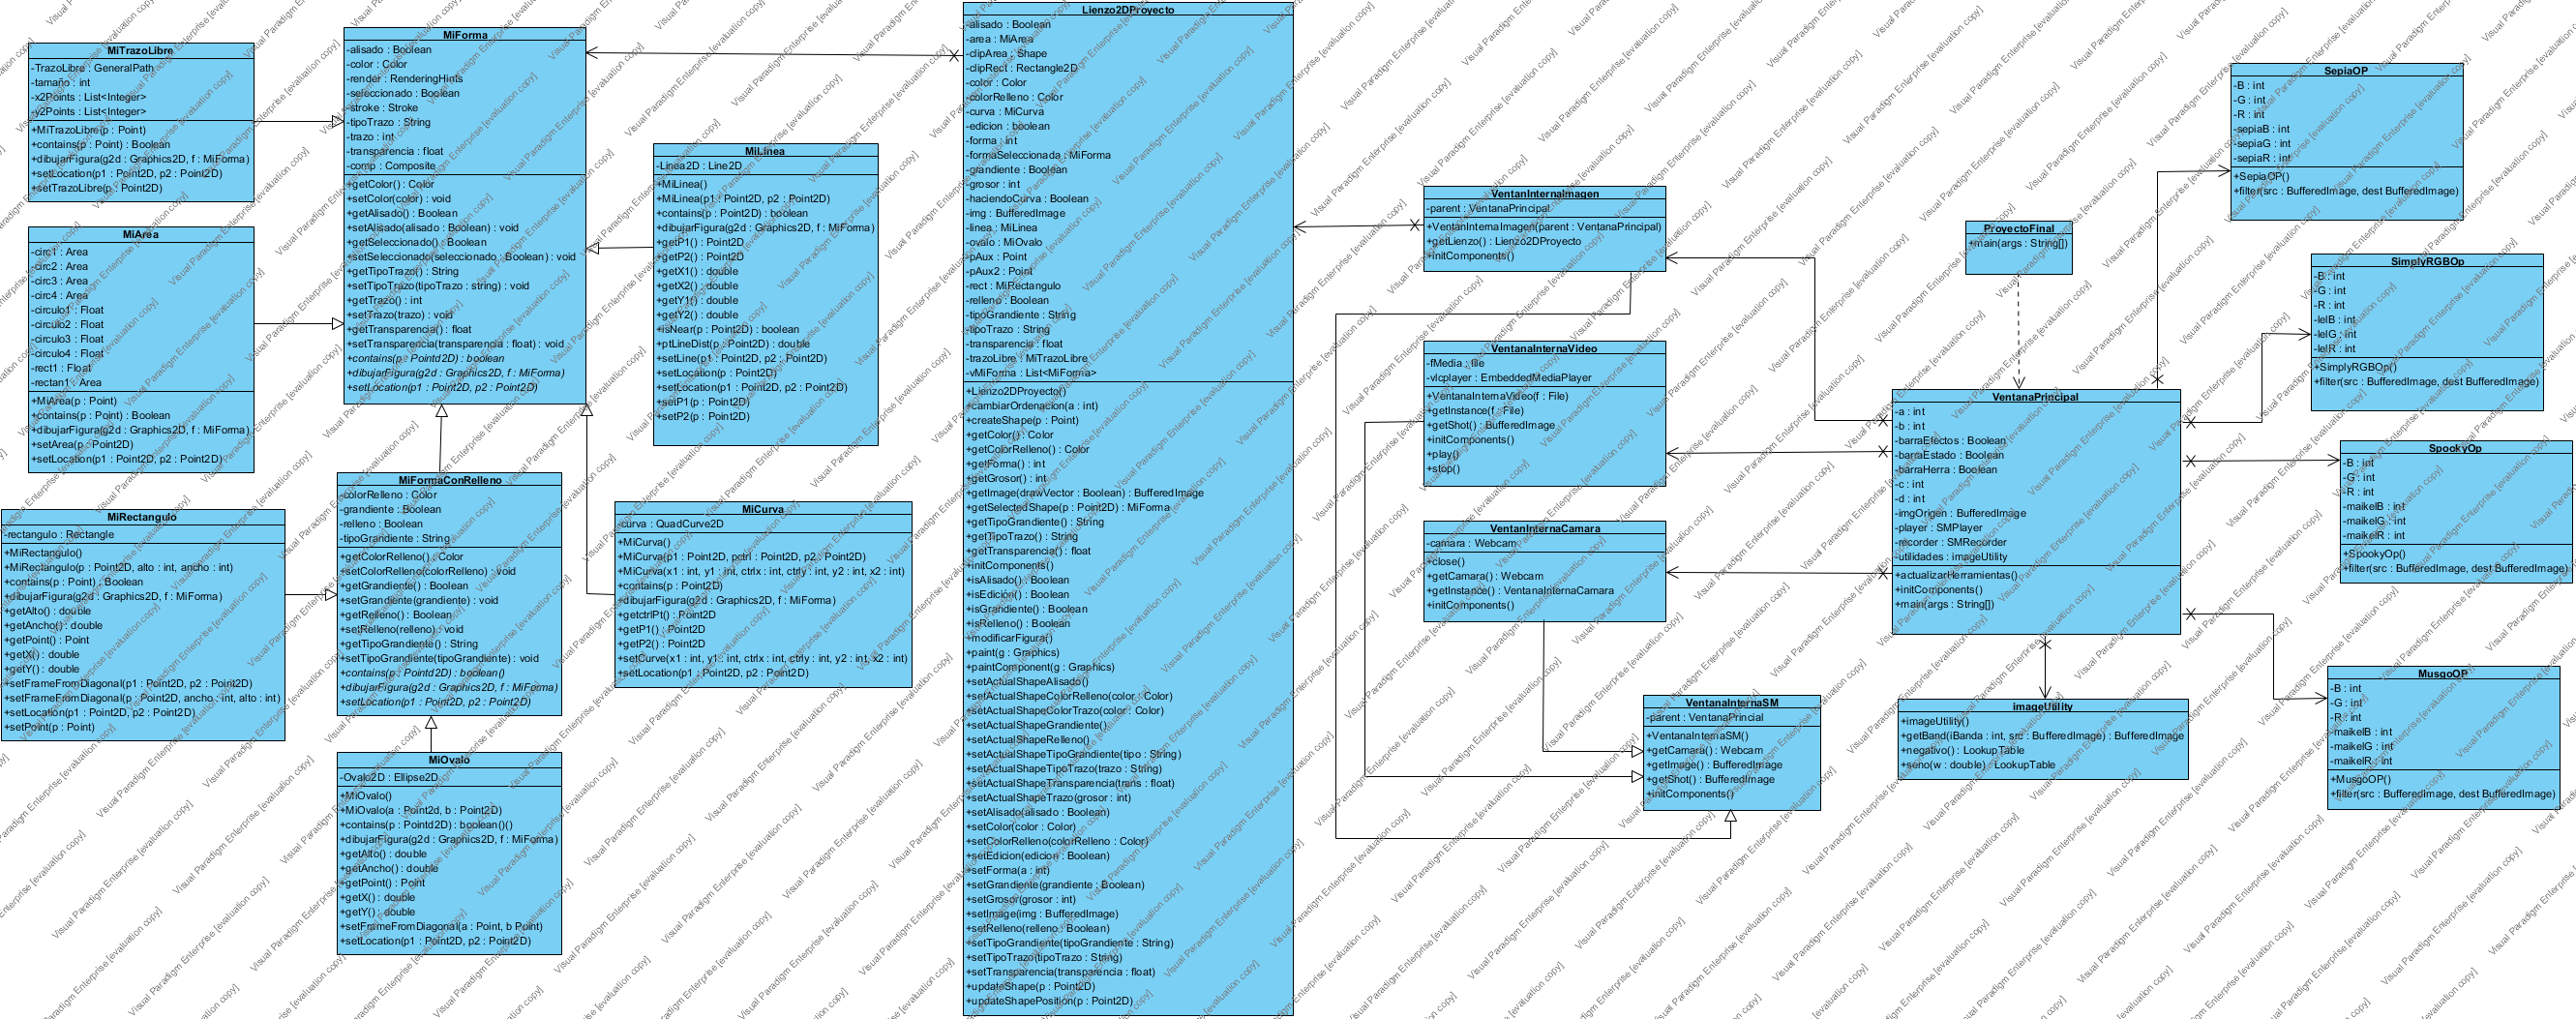 MiTrazoLibre
-TrazoLibre : GeneralPath
-tamaño : int
-x2Points : List<Integer>
-y2Points : List<Integer>
+MiTrazoLibre(p : Point)
+contains(p : Point) : Boolean
+dibujarFigura(g2d : Graphics2D, f : MiForma)
+setLocation(p1 : Point2D, p2 : Point2D)
+setTrazoLibre(p : Point2D)
MiArea
-circ1 : Area
-circ2 : Area
-circ3 : Area
-circ4 : Area
-circulo1 : Float
-circulo2 : Float
-circulo3 : Float
-circulo4 : Float
-rect1 : Float
-rectan1 : Area
+MiArea(p : Point)
+contains(p : Point) : Boolean
+dibujarFigura(g2d : Graphics2D, f : MiForma)
+setArea(p : Point2D)
+setLocation(p1 : Point2D, p2 : Point2D)
MiRectangulo
-rectangulo : Rectangle
+MiRectangulo()
+MiRectangulo(p : Point2D, alto : int, ancho : int)
+contains(p : Point) : Boolean
+dibujarFigura(g2d : Graphics2D, f : MiForma)
+getAlto() : double
+getAncho() : double
+getPoint() : Point
+getX() : double
+getY() : double
+setFrameFromDiagonal(p1 : Point2D, p2 : Point2D)
+setFrameFromDiagonal(p : Point2D, ancho : int, alto : int)
+setLocation(p1 : Point2D, p2 : Point2D)
+setPoint(p : Point)
MiForma
-alisado : Boolean
-color : Color
-render : RenderingHints
-seleccionado : Boolean
-stroke : Stroke
-tipoTrazo : String
-trazo : int
-transparencia : float
-comp : Composite
+getColor() : Color
+setColor(color) : void
+getAlisado() : Boolean
+setAlisado(alisado : Boolean) : void
+getSeleccionado() : Boolean
+setSeleccionado(seleccionado : Boolean) : void
+getTipoTrazo() : String
+setTipoTrazo(tipoTrazo : string) : void
+getTrazo() : int
+setTrazo(trazo) : void
+getTransparencia() : float
+setTransparencia(transparencia : float) : void
+contains(p : Pointd2D) : boolean
+dibujarFigura(g2d : Graphics2D, f : MiForma)
+setLocation(p1 : Point2D, p2 : Point2D)
MiFormaConRelleno
-colorRelleno : Color
-grandiente : Boolean
-relleno : Boolean
-tipoGrandiente : String
+getColorRelleno() : Color
+setColorRelleno(colorRelleno) : void
+getGrandiente() : Boolean
+setGrandiente(grandiente) : void
+getRelleno() : Boolean
+setRelleno(relleno) : void
+getTipoGrandiente() : String
+setTipoGrandiente(tipoGrandiente) : void
+contains(p : Pointd2D) : boolean()
+dibujarFigura(g2d : Graphics2D, f : MiForma)
+setLocation(p1 : Point2D, p2 : Point2D)
MiOvalo
-Ovalo2D : Ellipse2D
+MiOvalo()
+MiOvalo(a : Point2d, b : Point2D)
+contains(p : Pointd2D) : boolean()()
+dibujarFigura(g2d : Graphics2D, f : MiForma)
+getAlto() : double
+getAncho() : double
+getPoint() : Point
+getX() : double
+getY() : double
+setFrameFromDiagonal(a : Point, b Point)
+setLocation(p1 : Point2D, p2 : Point2D)
MiLinea
-Linea2D : Line2D
+MiLinea()
+MiLinea(p1 : Point2D, p2 : Point2D)
+contains(p : Point2D) : boolean
+dibujarFigura(g2d : Graphics2D, f : MiForma)
+getP1() : Point2D
+getP2() : Point2D
+getX1() : double
+getX2() : double
+getY1() : double
+getY2() : double
+isNear(p : Point2D) : boolean
+ptLineDist(p : Point2D) : double
+setLine(p1 : Point2D, p2 : Point2D)
+setLocation(p : Point2D)
+setLocation(p1 : Point2D, p2 : Point2D)
+setP1(p : Point2D)
+setP2(p : Point2D)
MiCurva
-curva : QuadCurve2D
+MiCurva()
+MiCurva(p1 : Point2D, pctrl : Point2D, p2 : Point2D)
+MiCurva(x1 : int, y1 : int, ctrlx : int, ctrly : int, y2 : int, x2 : int)
+contains(p : Point2D)
+dibujarFigura(g2d : Graphics2D, f : MiForma)
+getctrlPt() : Point2D
+getP1() : Point2D
+getP2() : Point2D
+setCurve(x1 : int, y1 : int, ctrlx : int, ctrly : int, y2 : int, x2 : int)
+setLocation(p1 : Point2D, p2 : Point2D)
Lienzo2DProyecto
-alisado : Boolean
-area : MiArea
-clipArea : Shape
-clipRect : Rectangle2D
-color : Color
-colorRelleno : Color
-curva : MiCurva
-edicion : boolean
-forma : int
-formaSeleccionada : MiForma
-grandiente : Boolean
-grosor : int
-haciendoCurva : Boolean
-img : BufferedImage
-linea : MiLinea
-ovalo : MiOvalo
-pAux : Point
-pAux2 : Point
-rect : MiRectangulo
-relleno : Boolean
-tipoGrandiente : String
-tipoTrazo : String
-transparencia : float
-trazoLibre : MiTrazoLibre
-vMiForma : List<MiForma>
+Lienzo2DProyecto()
+cambiarOrdenacion(a : int)
+createShape(p : Point)
+getColor() : Color
+getColorRelleno() : Color
+getForma() : int
+getGrosor() : int
+getImage(drawVector : Boolean) : BufferedImage
+getSelectedShape(p : Point2D) : MiForma
+getTipoGrandiente() : String
+getTipoTrazo() : String
+getTransparencia() : float
+initComponents()
+isAlisado() : Boolean
+isEdición() : Boolean
+isGrandiente() : Boolean
+isRelleno() : Boolean
+modificarFigura()
+paint(g : Graphics)
+paintComponent(g : Graphics)
+setActualShapeAlisado()
+setActualShapeColorRelleno(color : Color)
+setActualShapeColorTrazo(color : Color)
+setActualShapeGrandiente()
+setActualShapeRelleno()
+setActualShapeTipoGrandiente(tipo : String)
+setActualShapeTipoTrazo(trazo : String)
+setActualShapeTransparencia(trans : float)
+setActualShapeTrazo(grosor : int)
+setAlisado(alisado : Boolean)
+setColor(color : Color)
+setColorRelleno(colorRelleno : Color)
+setEdicion(edicion : Boolean)
+setForma(a : int)
+setGrandiente(grandiente : Boolean)
+setGrosor(grosor : int)
+setImage(img : BufferedImage)
+setRelleno(relleno : Boolean)
+setTipoGrandiente(tipoGrandiente : String)
+setTipoTrazo(tipoTrazo : String)
+setTransparencia(transparencia : float)
+updateShape(p : Point2D)
+updateShapePosition(p : Point2D)
VentanInternaImagen
-parent : VentanaPrincipal
+VentanInternaImagen(parent : VentanaPrincipal)
+getLienzo() : Lienzo2DProyecto
+initComponents()
VentanaInternaVideo
-fMedia : file
-vlcplayer : EmbeddedMediaPlayer
+VentanaInternaVideo(f : File)
+getInstance(f : File)
+getShot() : BufferedImage
+initComponents()
+play()
+stop()
VentanInternaCamara
-camara : Webcam
+close()
+getCamara() : Webcam
+getInstance() : VentanaInternaCamara
+initComponents()
VentanaInternaSM
-parent : VentanaPrincial
+VentanaInternaSM()
+getCamara() : Webcam
+getImage() : BufferedImage
+getShot() : BufferedImage
+initComponents()
ProyectoFinal
+main(args : String[])
VentanaPrincipal
-a : int
-b : int
-barraEfectos : Boolean
-barraEstado : Boolean
-barraHerra : Boolean
-c : int
-d : int
-imgOrigen : BufferedImage
-player : SMPlayer
-recorder : SMRecorder
-utilidades : imageUtility
+actualizarHerramientas()
+initComponents()
+main(args : String[])
imageUtility
+imageUtility()
+getBand(iBanda : int, src : BufferedImage) : BufferedImage
+negativo() : LookupTable
+seno(w : double) : LookupTable
SepiaOP
-B : int
-G : int
-R : int
-sepiaB : int
-sepiaG : int
-sepiaR : int
+SepiaOP()
+filter(src : BufferedImage, dest BufferedImage)
SimplyRGBOp
-B : int
-G : int
-R : int
-lelB : int
-lelG : int
-lelR : int
+SimplyRGBOp()
+filter(src : BufferedImage, dest BufferedImage)
SpookyOp
-B : int
-G : int
-R : int
-maikelB : int
-maikelG : int
-maikelR : int
+SpookyOp()
+filter(src : BufferedImage, dest BufferedImage)
MusgoOP
-B : int
-G : int
-R : int
-maikelB : int
-maikelG : int
-maikelR : int
+MusgoOP()
+filter(src : BufferedImage, dest BufferedImage)
Visual Paradigm Enterprise [evaluation copy]